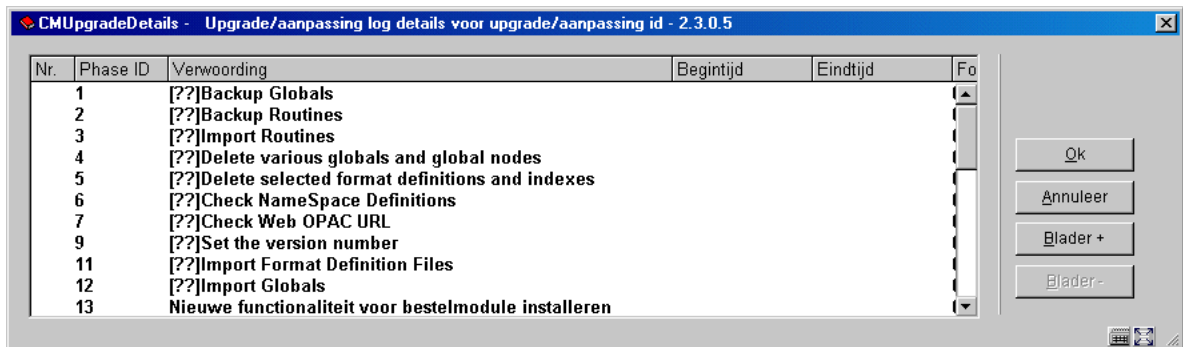 CMUpgradeDetails - Upgrade/aanpassing log details voor upgrade/aanpassing id - 2.3.0.5
Nr. Phase ID Verwoording Begintijd Eindtijd Fo
1 [??]Backup Globals
2 [??]Backup Routines
3 [??]Import Routines
4 [??]Delete various globals and global nodes
5 [??]Delete selected format definitions and indexes
6 [??]Check NameSpace Definitions
7 [??]Check Web OPAC URL
9 [??]Set the version number
11 [??]Import Format Definition Files
12 [??]Import Globals
13 Nieuwe functionaliteit voor bestelmodule installeren
Ok
Annuleer
Blader +
Blader -